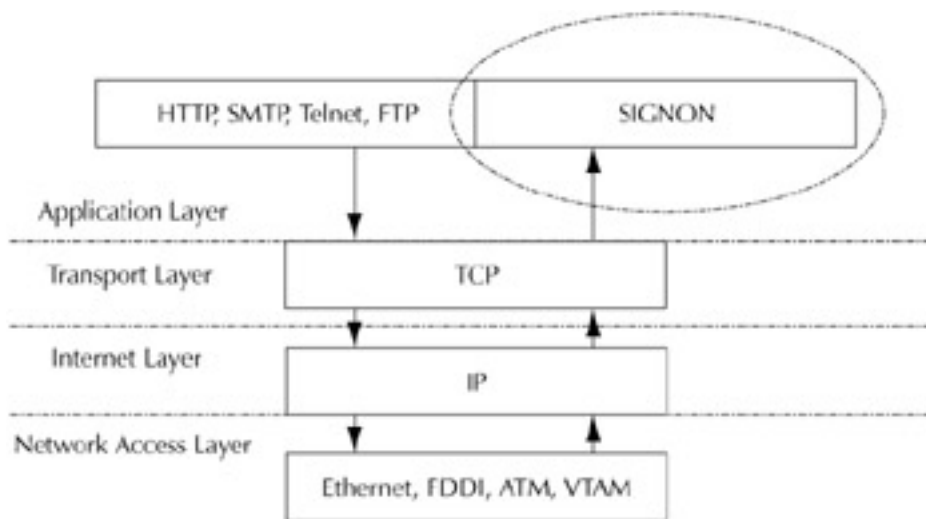 HTTP, SMTP, Telnet, FTP
SIGNON
Application Layer
Transport Layer
TCP
Internet Layer
IP
Network Access Layer
Ethernet, FDDI, ATM, VTAM